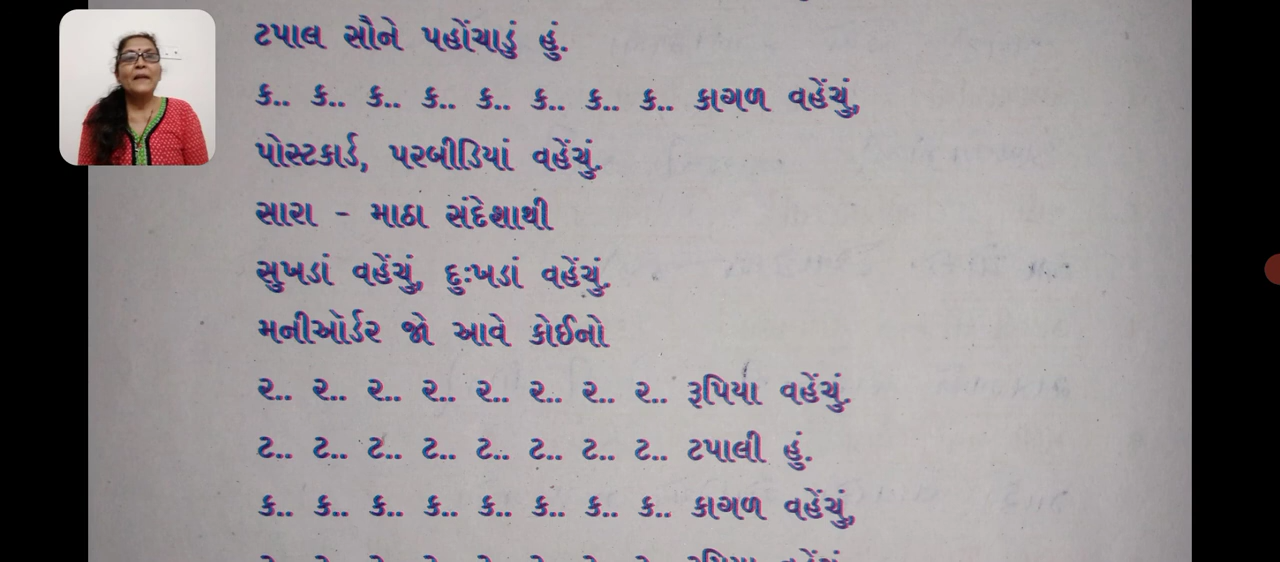 ટપાલ સૌને પહોંચાડું હું.
ક.. ક.. ક.. ક.. ક.. ક.. ક.. ક.. કાગળ વહેંચું,
પોસ્ટકાર્ડ, પરબીડિયાં વહેંચું.
સારા - માઠા સંદેશાથી
સુખડાં વહેંચું, દુઃખડાં વહેંચું.
મનીઑર્ડર જો આવે કોઈનો
ર.. ર.. ર.. ર.. ર.. ર.. ર.. ર.. રૂપિયા વહેંચું.
ટ.. ટ.. ટ.. ટ.. ટ.. ટ.. ટ.. ટ.. ટપાલી હું.
ક.. ક.. ક.. ક.. ક.. ક.. ક.. ક.. કાગળ વહેંચું,